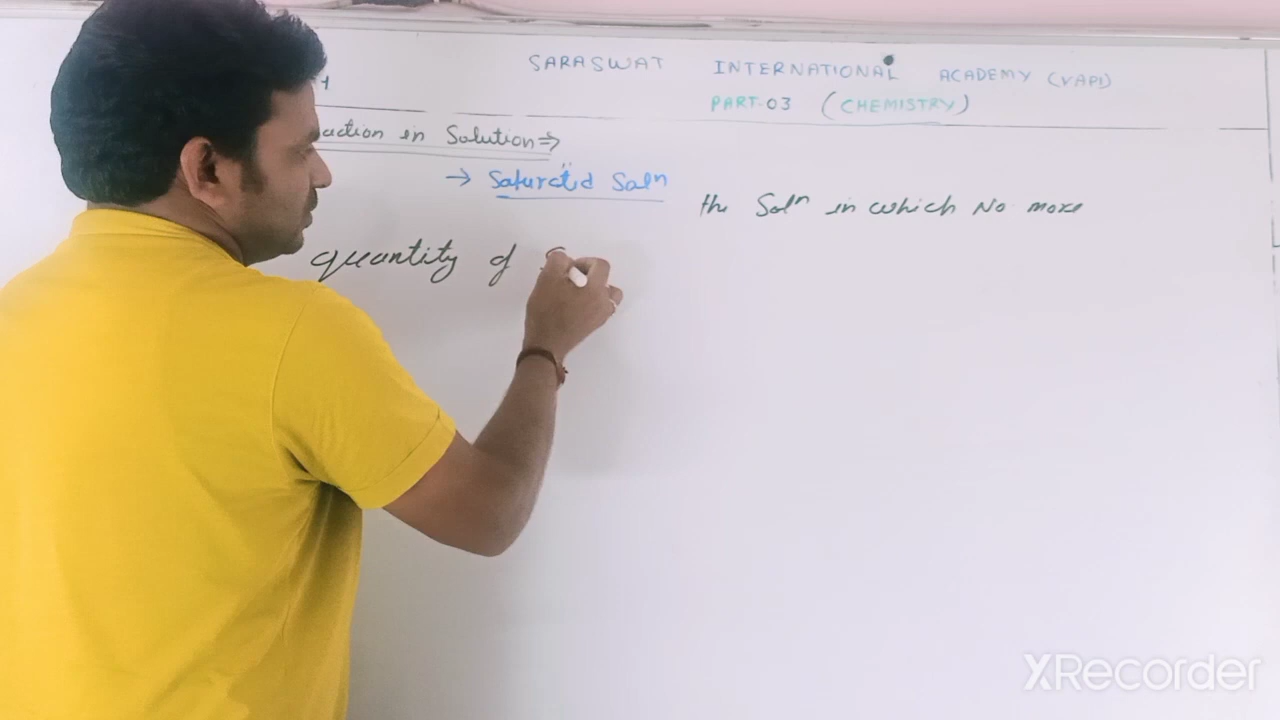 SARASWAT INTERNATIONAL ACADEMY (VAPI)
1
PART-03 (CHEMISTRY)
action in Solution ⇒
→ Saturated Solⁿ the Solⁿ in which No more
quantity of S
XRecorder